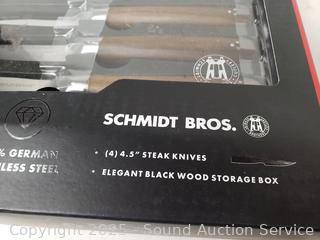 SCHMIDT BROS.
% GERMAN
LESS STEEL
• (4) 4.5" STEAK KNIVES
• ELEGANT BLACK WOOD STORAGE BOX
Copyright 2025 - Sound Auction Service